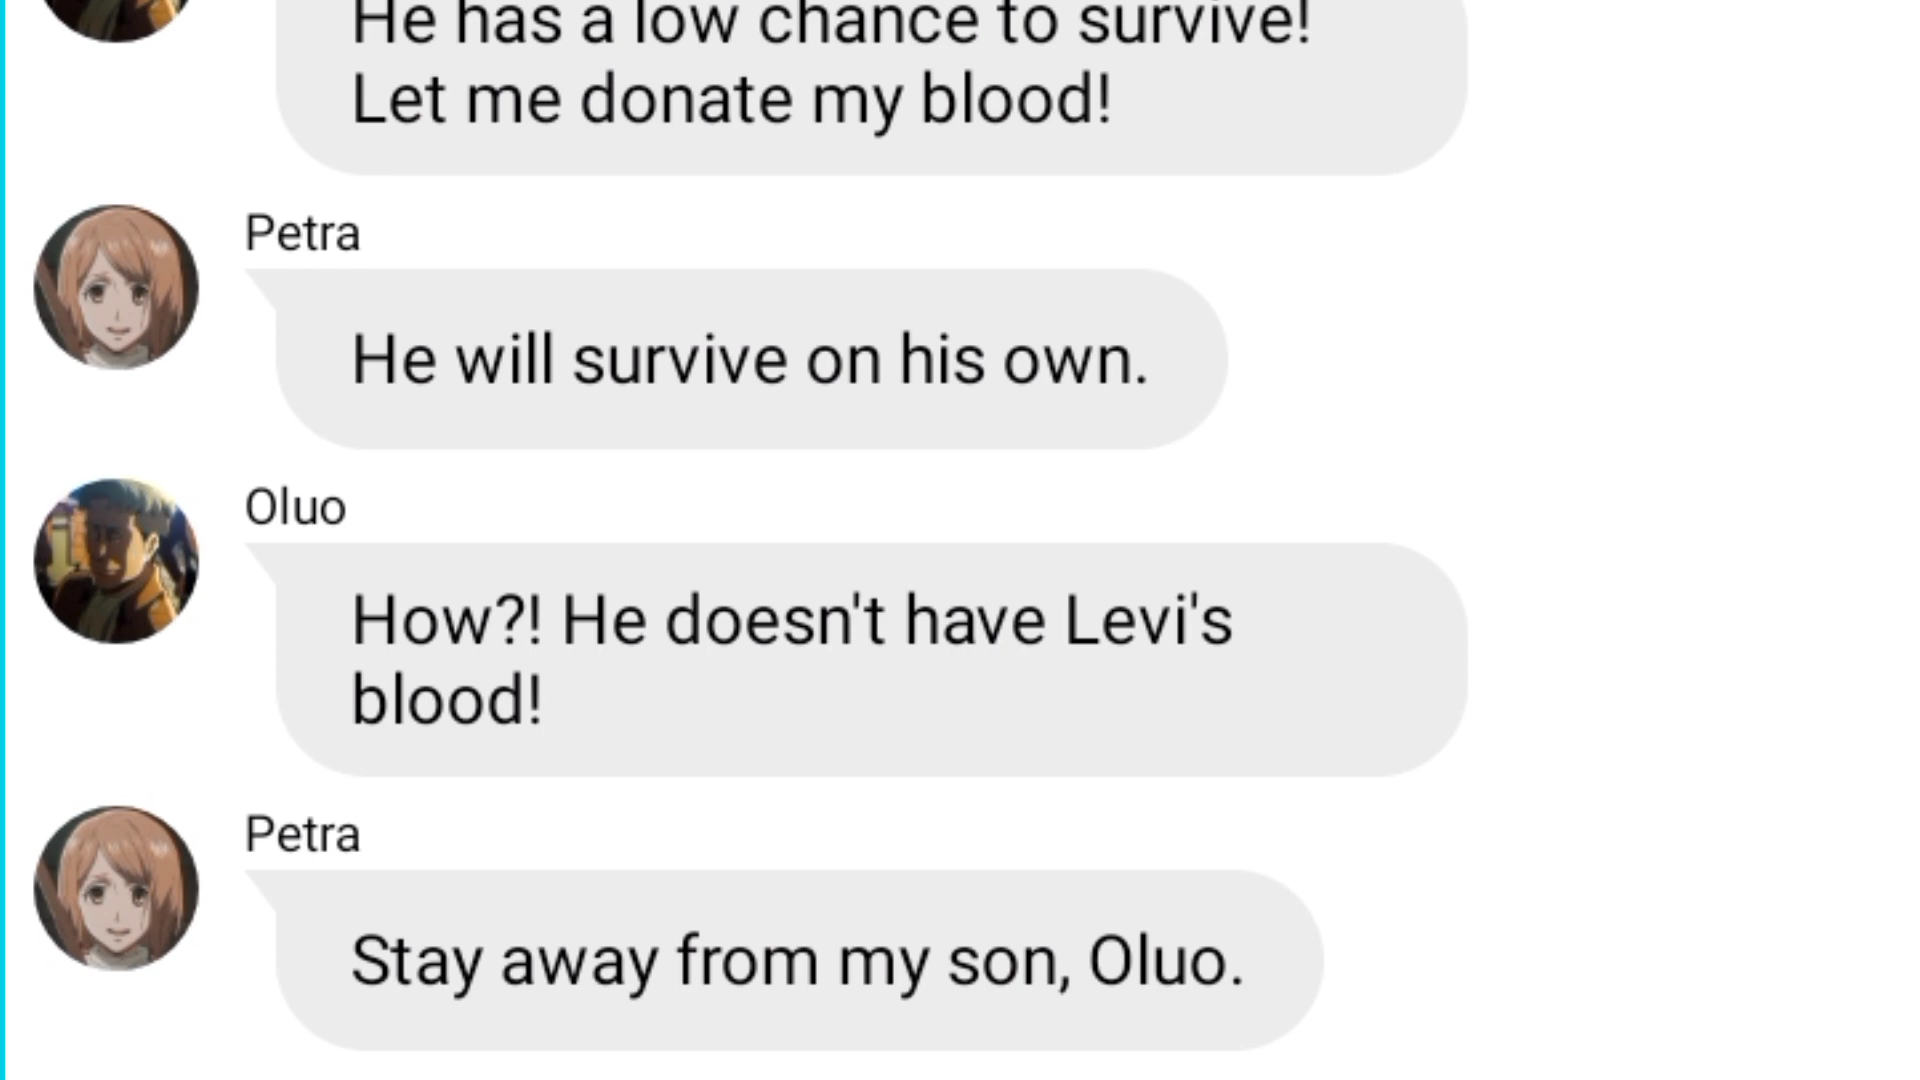 He has a low chance to survive!
Let me donate my blood!
Petra
He will survive on his own.
Oluo
How?! He doesn't have Levi's
blood!
Petra
Stay away from my son, Oluo.